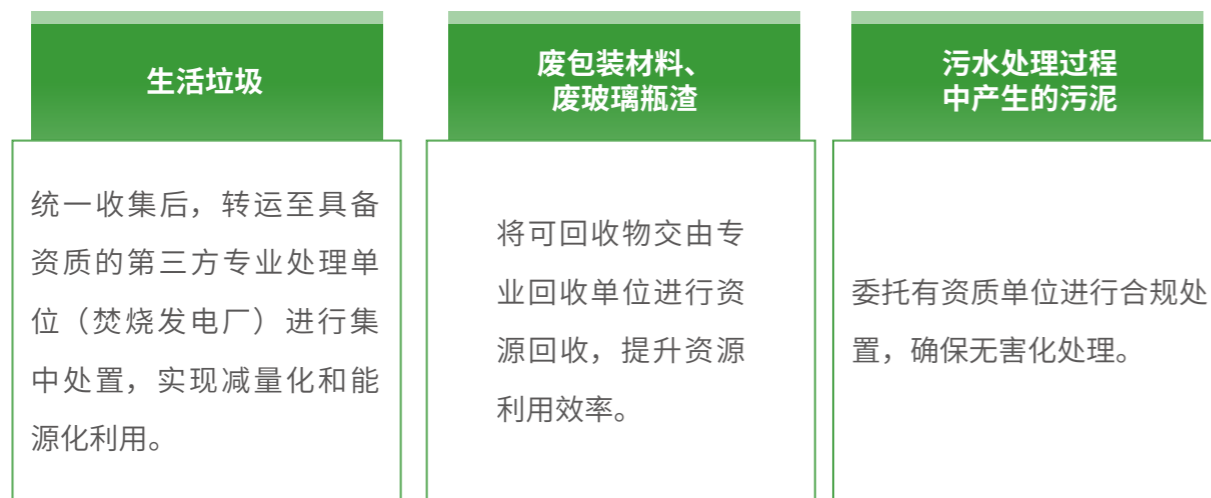 生活垃圾
统一收集后，转运至具备
资质的第三方专业处理单
位（焚烧发电厂）进行集
中处置，实现减量化和能
源化利用。
废包装材料、
废玻璃瓶渣
将可回收物交由专
业回收单位进行资
源回收，提升资源
利用效率。
污水处理过程
中产生的污泥
委托有资质单位进行合规处
置，确保无害化处理。